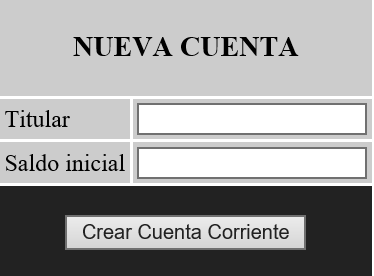 NUEVA CUENTA
Titular
Saldo inicial
Crear Cuenta Corriente